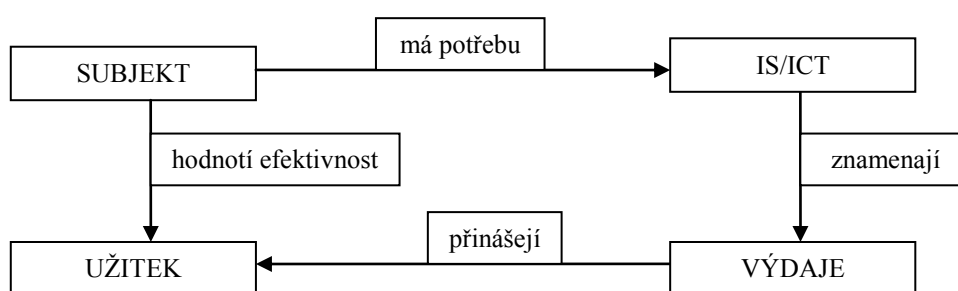 má potřebu
SUBJEKT
IS/ICT
hodnotí efektivnost
znamenají
přinášejí
UŽITEK
VÝDAJE